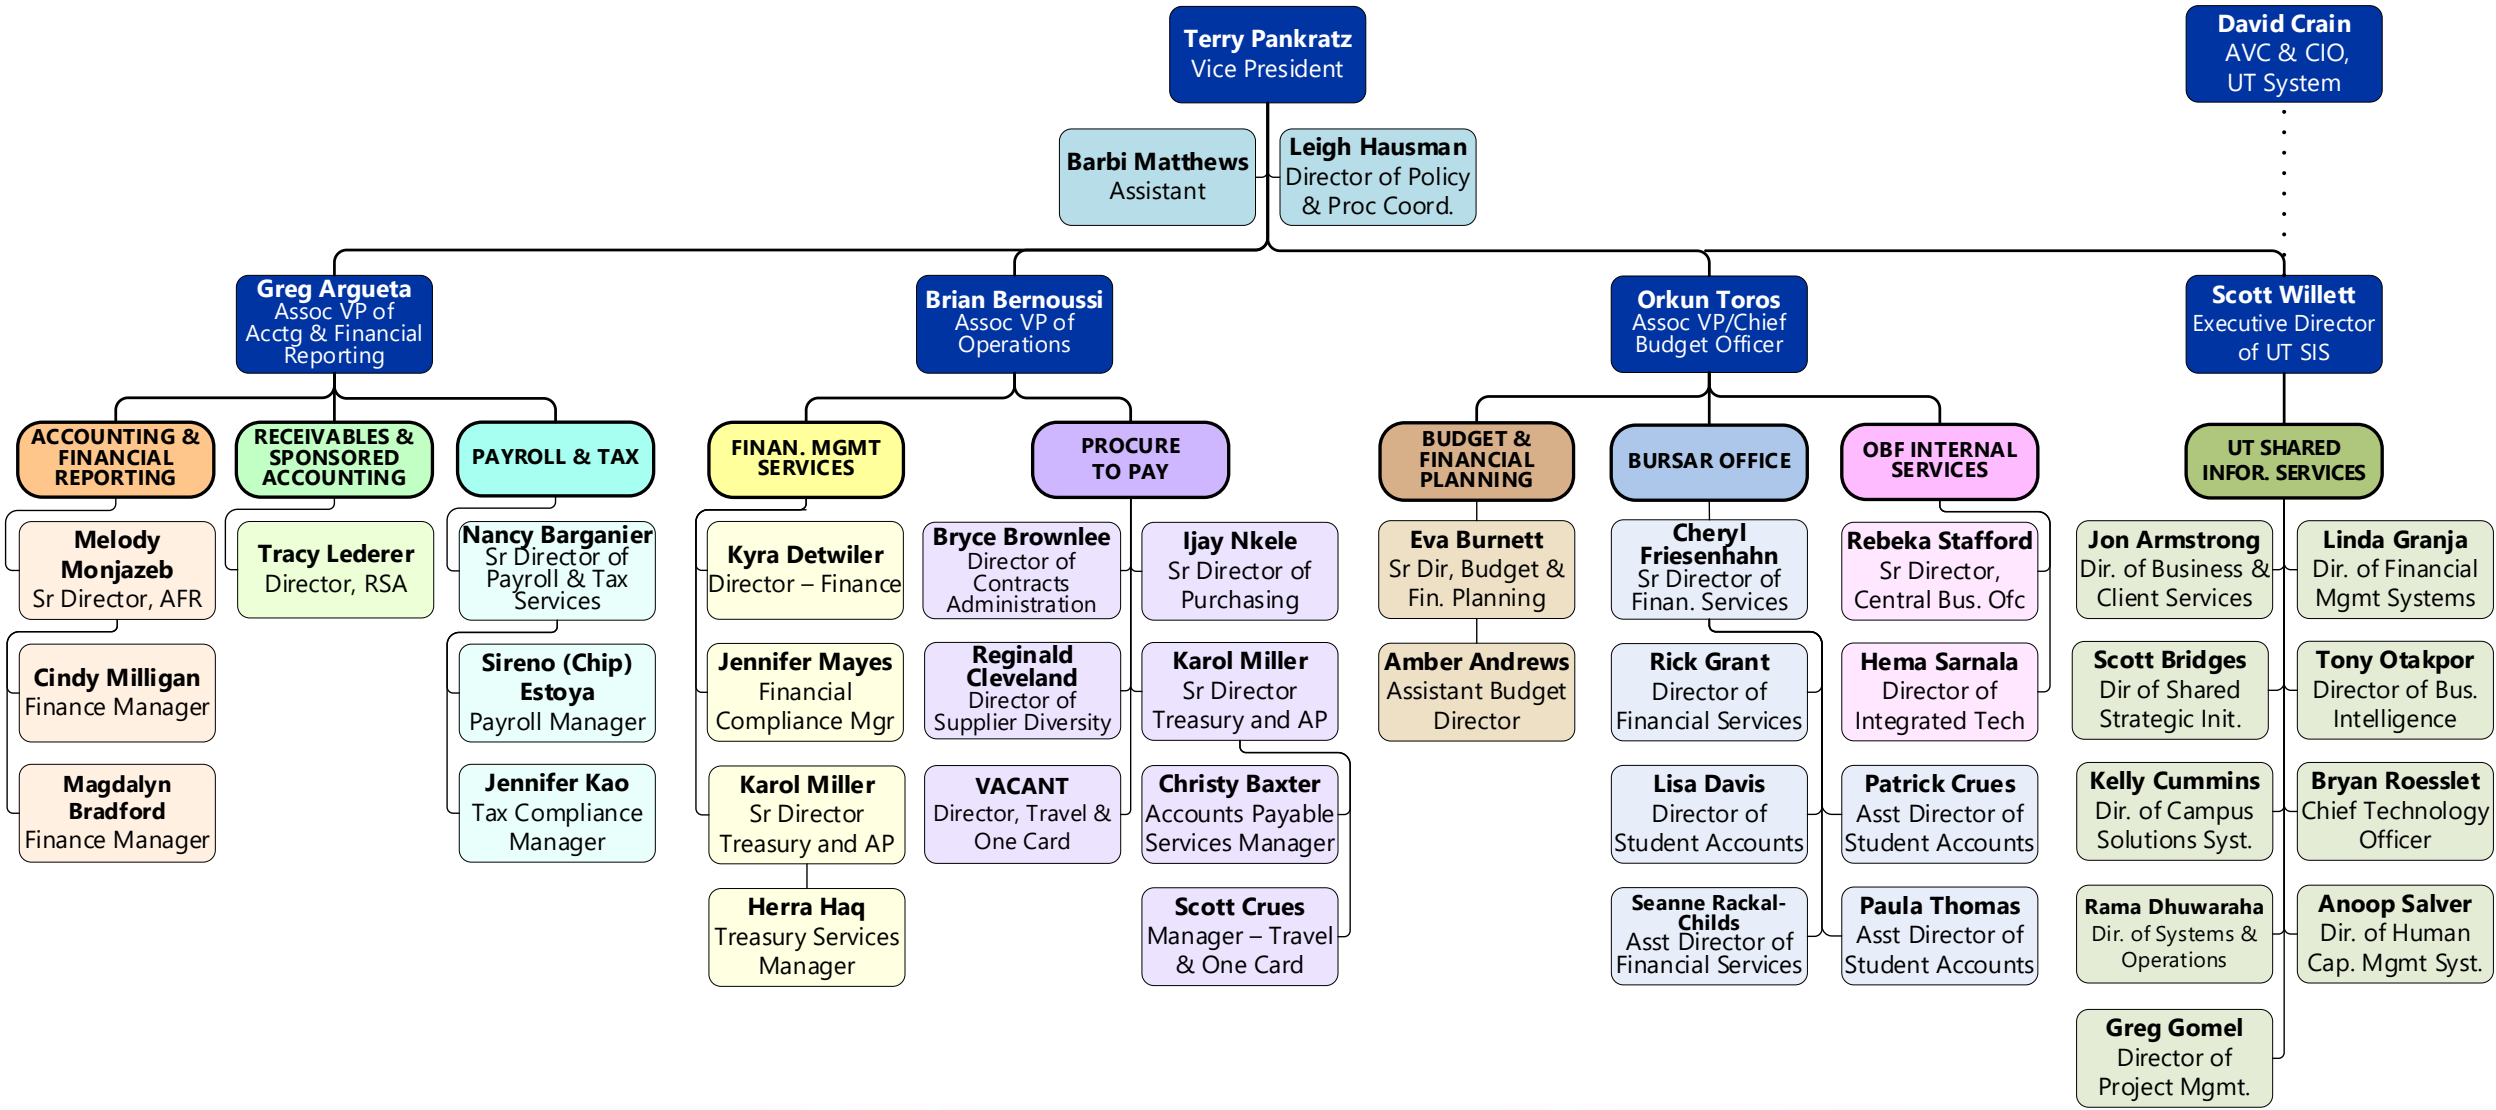 Terry Pankratz
Vice President
David Crain
AVC & CIO,
UT System
Barbi Matthews
Assistant
Leigh Hausman
Director of Policy
& Proc Coord.
Greg Argueta
Assoc VP of
Acctg & Financial
Reporting
Brian Bernoussi
Assoc VP of
Operations
Orkun Toros
Assoc VP/Chief
Budget Officer
Scott Willett
Executive Director
of UT SIS
ACCOUNTING &
FINANCIAL
REPORTING
RECEIVABLES &
SPONSORED
ACCOUNTING
PAYROLL & TAX
FINAN. MGMT
SERVICES
PROCURE
TO PAY
BUDGET &
FINANCIAL
PLANNING
BURSAR OFFICE
OBF INTERNAL
SERVICES
UT SHARED
INFOR. SERVICES
Melody
Monjazeb
Sr Director, AFR
Tracy Lederer
Director, RSA
Nancy Barganier
Sr Director of
Payroll & Tax
Services
Kyra Detwiler
Director – Finance
Bryce Brownlee
Director of
Contracts
Administration
Ijay Nkele
Sr Director of
Purchasing
Eva Burnett
Sr Dir, Budget &
Fin. Planning
Cheryl
Friesenhahn
Sr Director of
Finan. Services
Rebeka Stafford
Sr Director,
Central Bus. Ofc
Jon Armstrong
Dir. of Business &
Client Services
Linda Granja
Dir. of Financial
Mgmt Systems
Cindy Milligan
Finance Manager
Sireno (Chip)
Estoya
Payroll Manager
Jennifer Mayes
Financial
Compliance Mgr
Reginald
Cleveland
Director of
Supplier Diversity
Karol Miller
Sr Director
Treasury and AP
Amber Andrews
Assistant Budget
Director
Rick Grant
Director of
Financial Services
Hema Sarnala
Director of
Integrated Tech
Scott Bridges
Dir of Shared
Strategic Init.
Tony Otakpor
Director of Bus.
Intelligence
Magdalyn
Bradford
Finance Manager
Jennifer Kao
Tax Compliance
Manager
Karol Miller
Sr Director
Treasury and AP
VACANT
Director, Travel &
One Card
Christy Baxter
Accounts Payable
Services Manager
Lisa Davis
Director of
Student Accounts
Patrick Crues
Asst Director of
Student Accounts
Kelly Cummins
Dir. of Campus
Solutions Syst.
Bryan Roesslet
Chief Technology
Officer
Herra Haq
Treasury Services
Manager
Scott Crues
Manager – Travel
& One Card
Seanne Rackal-
Childs
Asst Director of
Financial Services
Paula Thomas
Asst Director of
Student Accounts
Rama Dhuwaraha
Dir. of Systems &
Operations
Anoop Salver
Dir. of Human
Cap. Mgmt Syst.
Greg Gomel
Director of
Project Mgmt.